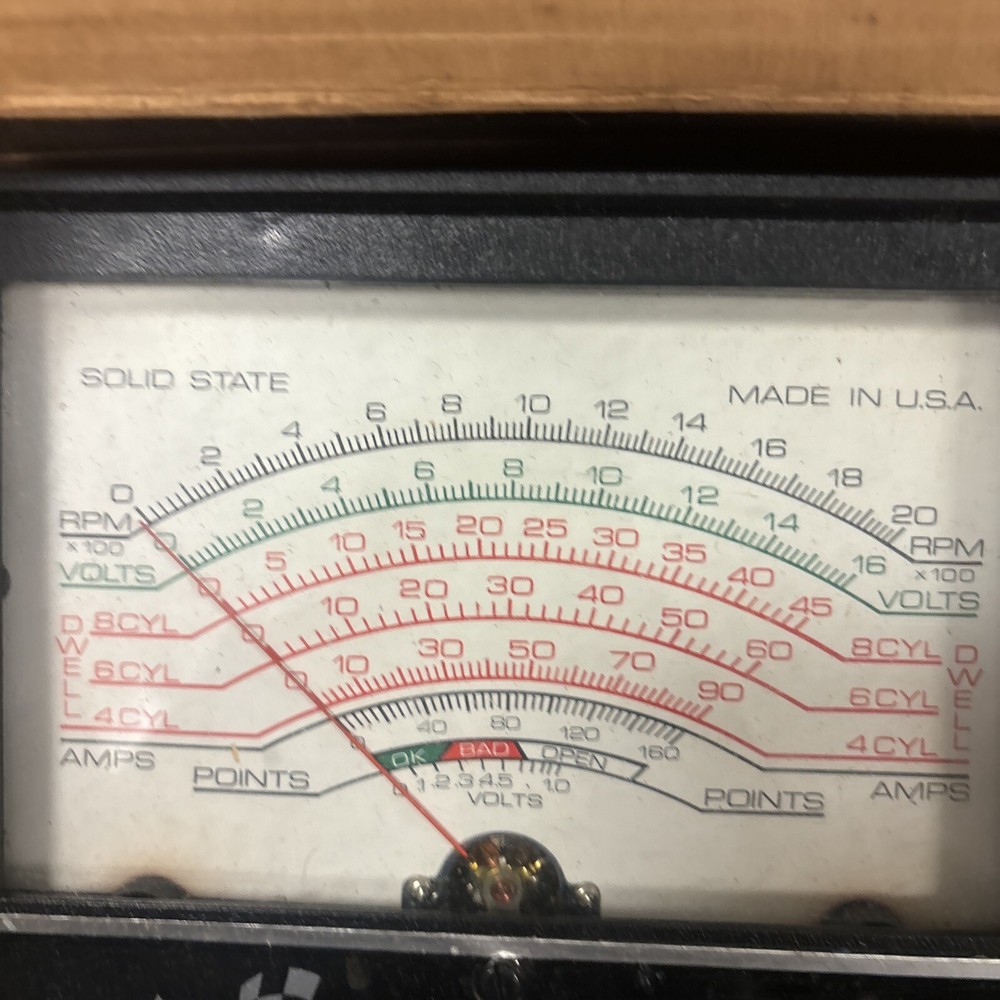 SOLID STATE
MADE IN U.S.A.
0 2 4 6 8 10 12 14 16 18 20
RPM x100
RPM x100
0 2 4 6 8 10 12 14 16
VOLTS
VOLTS
DWELL
DWELL
0 5 10 15 20 25 30 35 40 45
8CYL
8CYL
0 10 20 30 40 50 60
6CYL
6CYL
0 10 30 50 70 90
4CYL
4CYL
0 40 80 120 160
AMPS
AMPS
OK BAD OPEN
POINTS
POINTS
0 .1 .2 .3 .4 .5 1.0
VOLTS